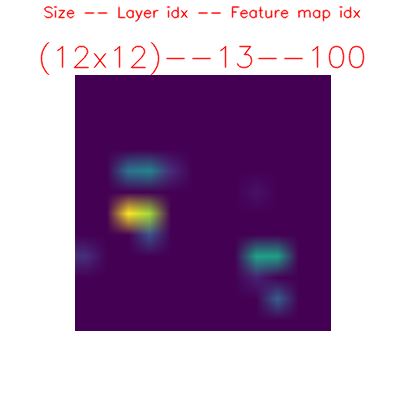 Size -- Layer idx -- Feature map idx
(12x12)--13--100